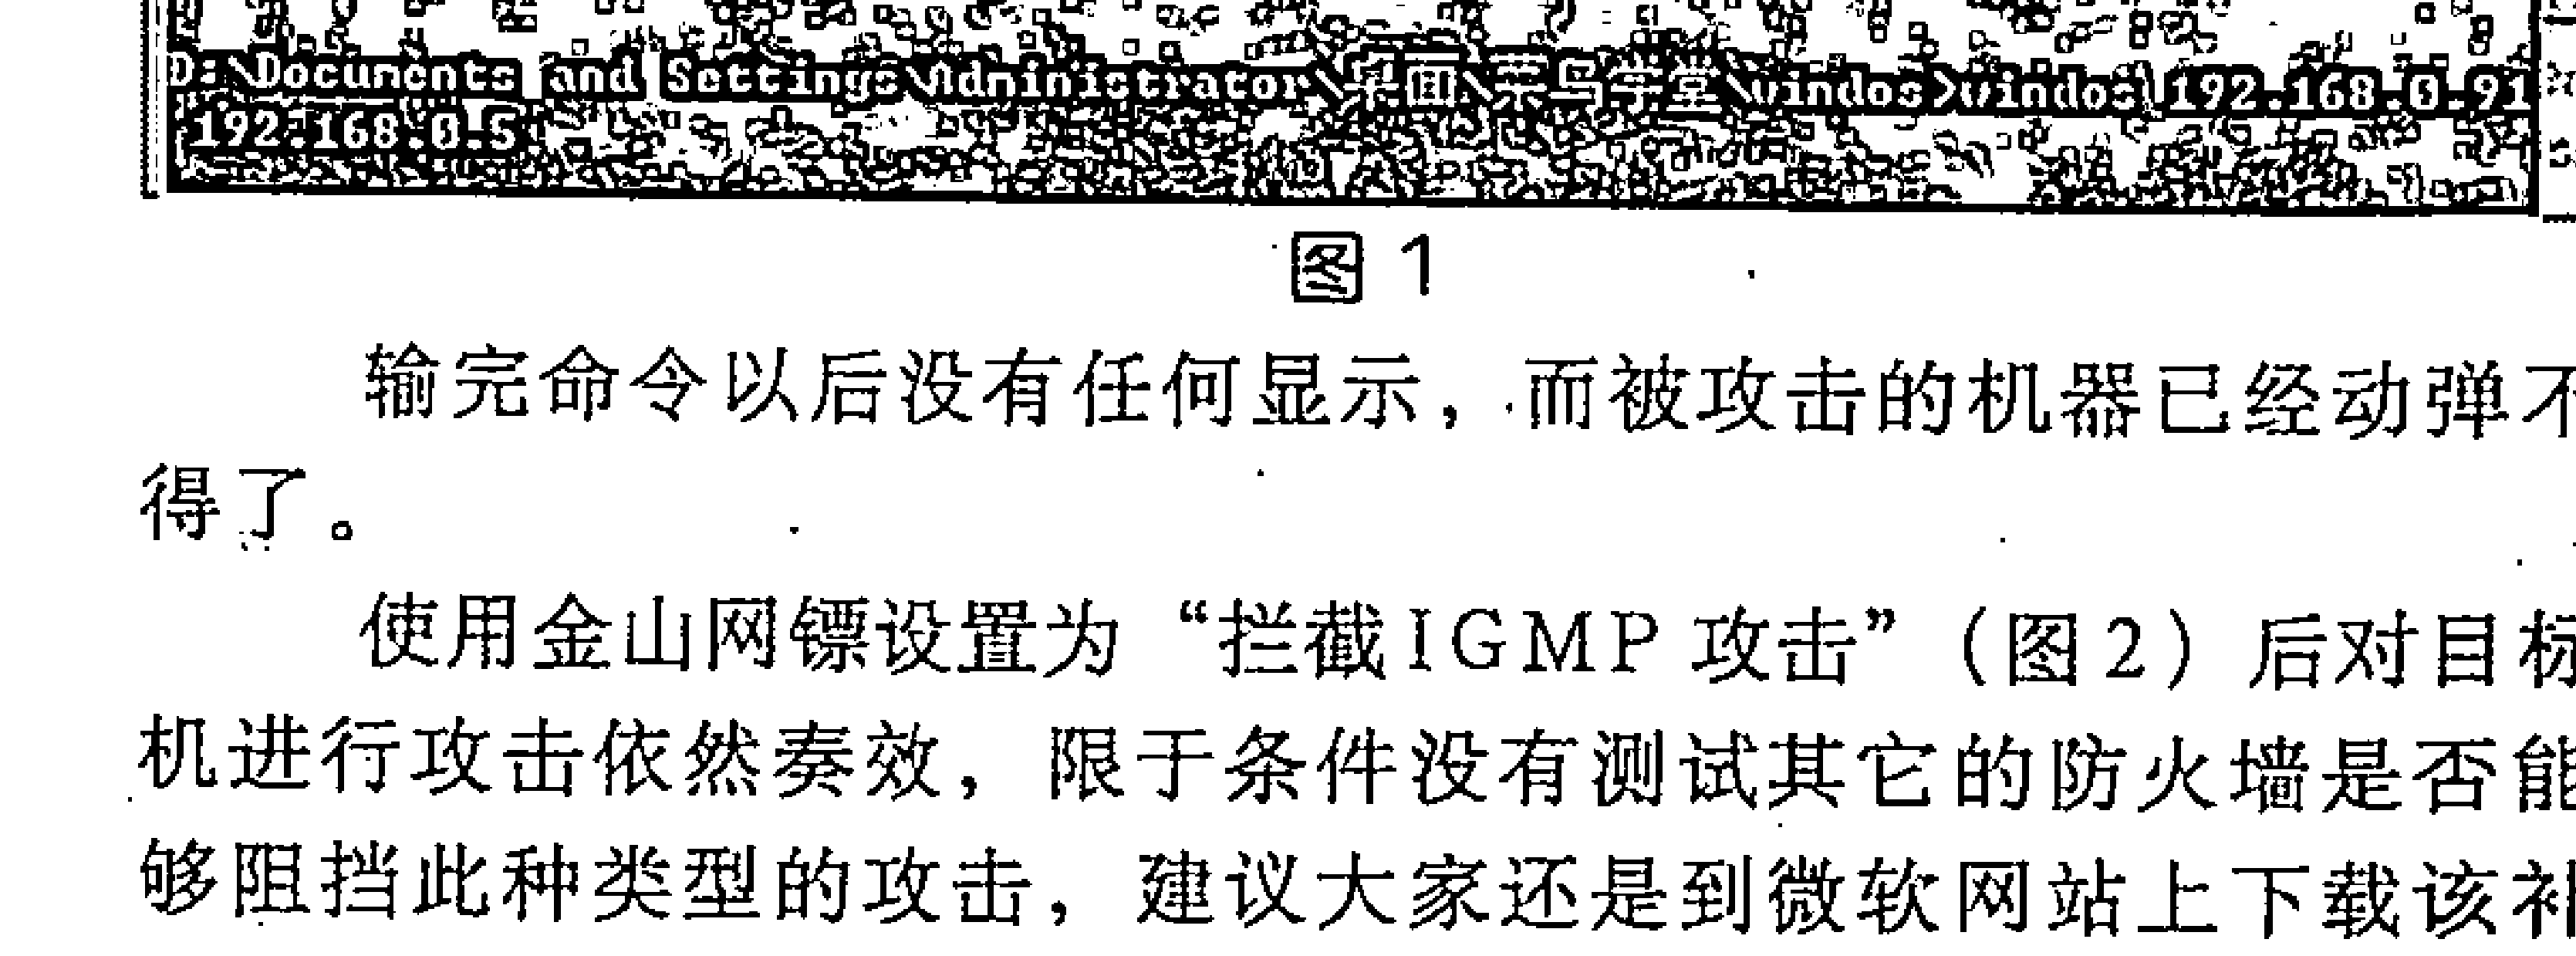 D:\Documents and Settings\Administrator\桌面\菜鸟学堂\windos>windos 192.168.0.91
192.168.0.5
图 1
输完命令以后没有任何显示，而被攻击的机器已经动弹不
得了。
使用金山网镖设置为“拦截IGMP 攻击”（图 2）后对目标
机进行攻击依然奏效，限于条件没有测试其它的防火墙是否能
够阻挡此种类型的攻击，建议大家还是到微软网站上下载该补